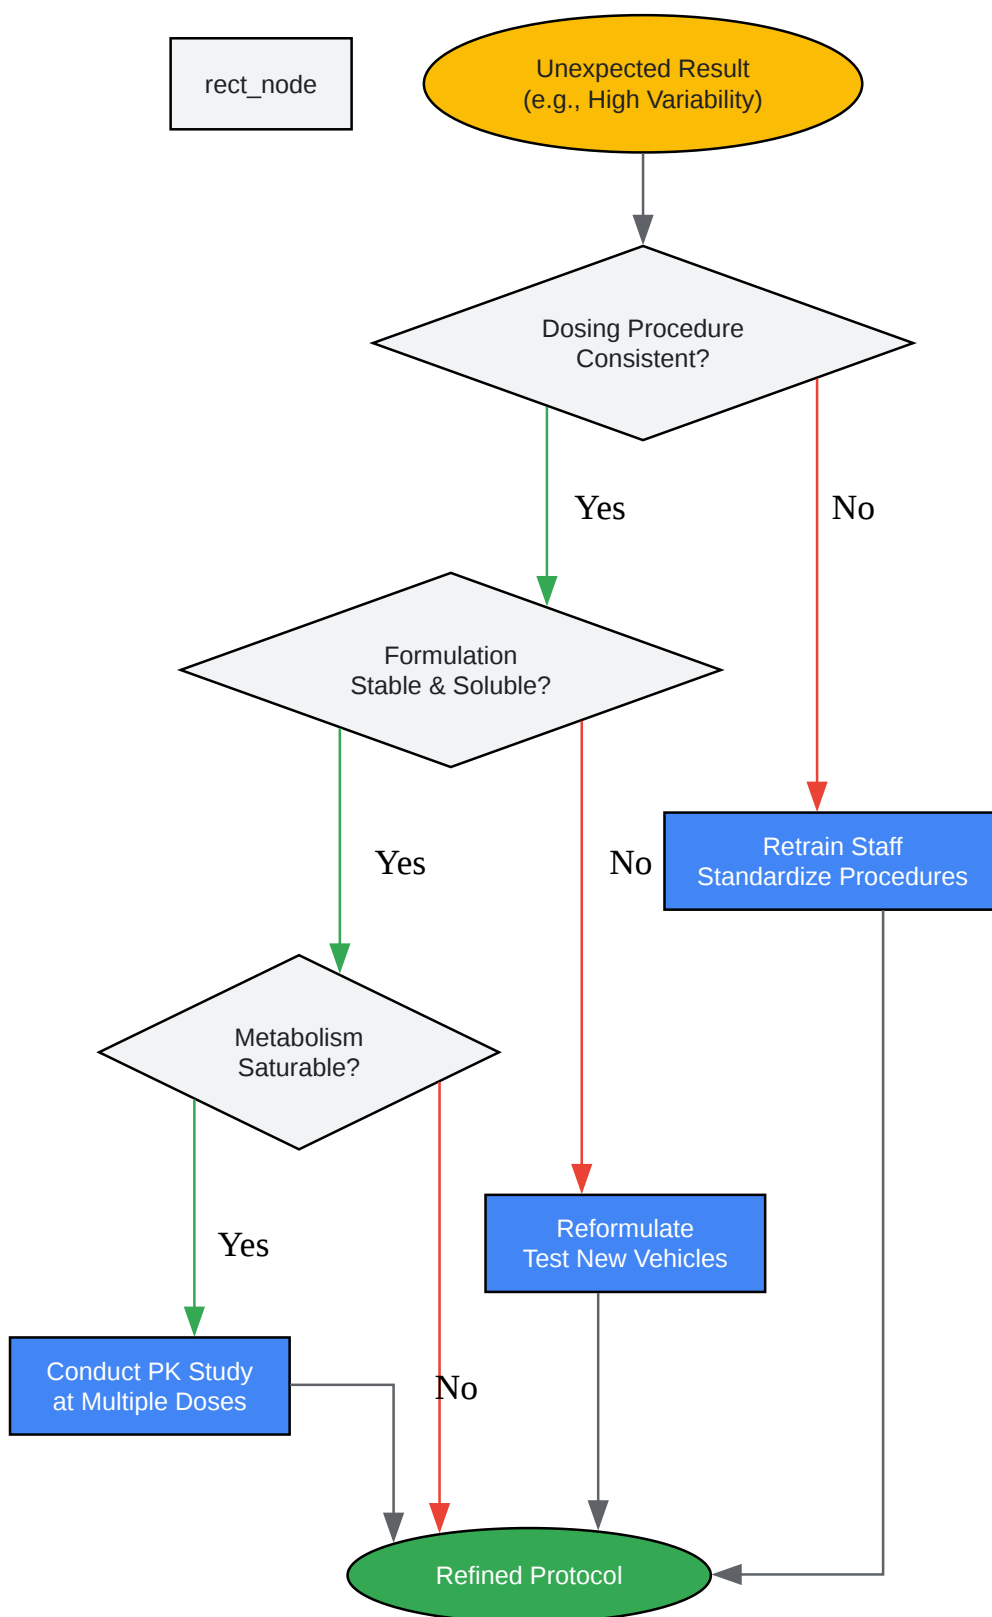 rect_node
Unexpected Result
(e.g., High Variability)
Dosing Procedure
Consistent?
Yes
No
Formulation
Stable & Soluble?
Yes
No
Retrain Staff
Standardize Procedures
Metabolism
Saturable?
Yes
Reformulate
Test New Vehicles
Conduct PK Study
at Multiple Doses
No
Refined Protocol